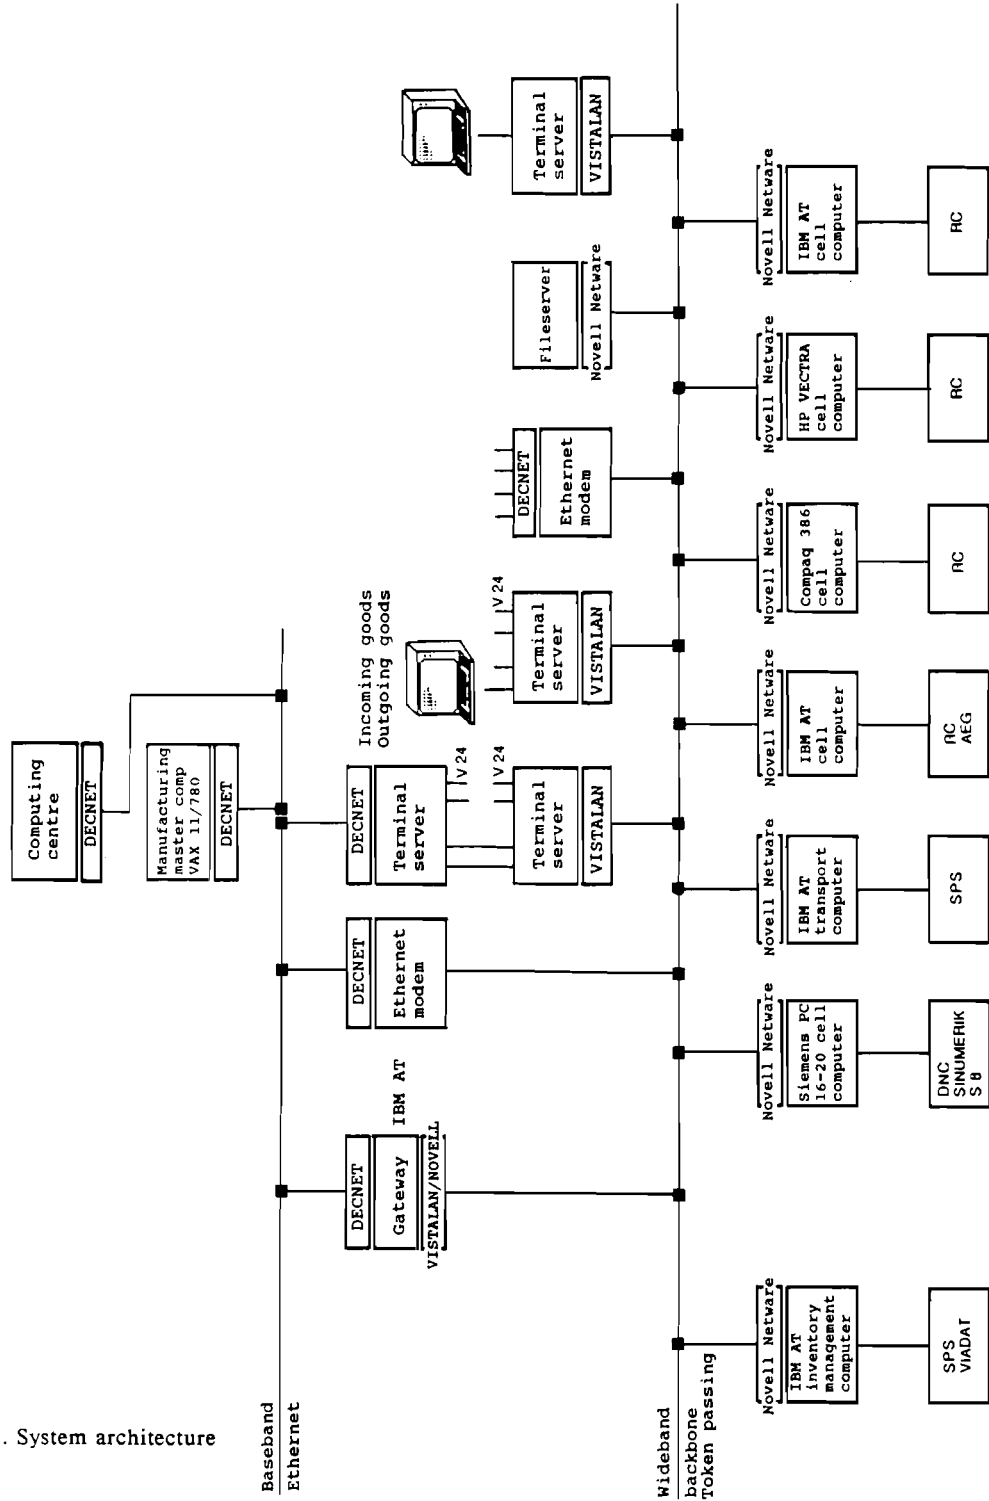 Computing
centre
DECNET
Manufacturing
master comp
VAX 11/780
DECNET
Baseband
Ethernet
DECNET
Gateway
VISTALAN/NOVELL
IBM AT
DECNET
Ethernet
modem
DECNET
Terminal
server
V24
V24
Terminal
server
VISTALAN
Incoming goods
Outgoing goods
V24
Terminal
server
VISTALAN
DECNET
Ethernet
modem
Fileserver
Novell Netware
Terminal
server
VISTALAN
Wideband
backbone
Token passing
Novell Netware
IBM AT
inventory
management
computer
SPS
VIADAT
Novell Netware
Siemens PC
16-20 cell
computer
DNC
SINUMERIK
S 8
Novell Netware
IBM AT
transport
computer
SPS
Novell Netware
IBM AT
cell
computer
RC
AEG
Novell Netware
Compaq 386
cell
computer
RC
Novell Netware
HP VECTRA
cell
computer
RC
Novell Netware
IBM AT
cell
computer
RC
. System architecture